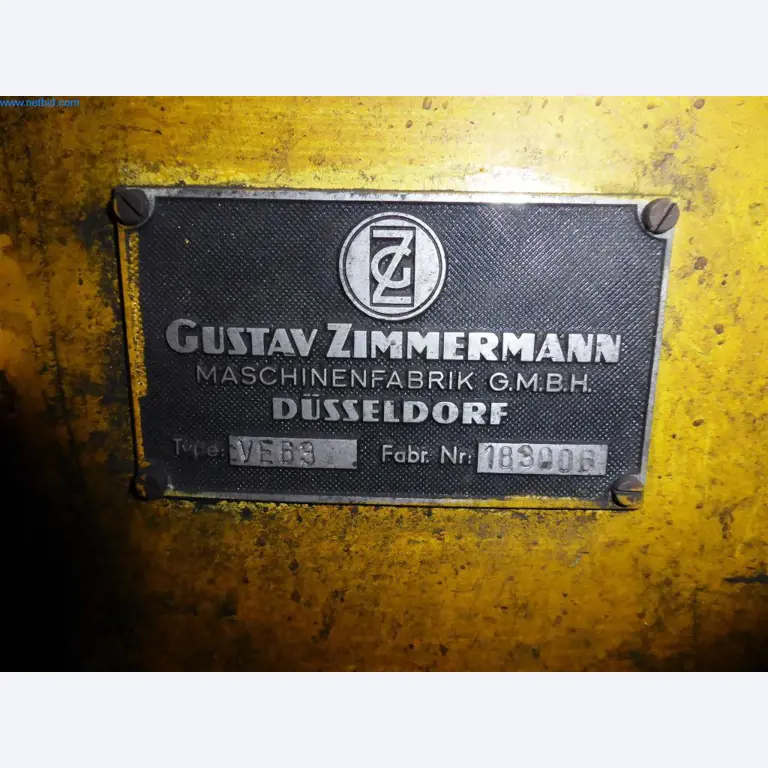 www.netbid.com
GZ
GUSTAV ZIMMERMANN
MASCHINENFABRIK G.M.B.H.
DÜSSELDORF
Type: VE63 Fabr. Nr: 183006